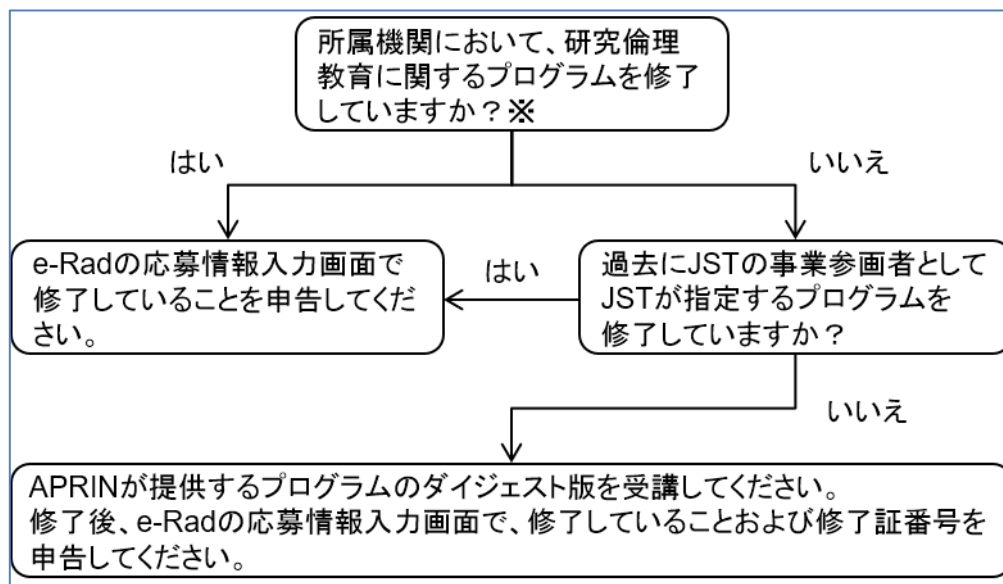 所属機関において、研究倫理
教育に関するプログラムを修了
していますか？※
はい
いいえ
e-Radの応募情報入力画面で
修了していることを申告してくだ
さい。
はい
過去にJSTの事業参画者として
JSTが指定するプログラムを
修了していますか？
いいえ
APRINが提供するプログラムのダイジェスト版を受講してください。
修了後、e-Radの応募情報入力画面で、修了していることおよび修了証番号を
申告してください。